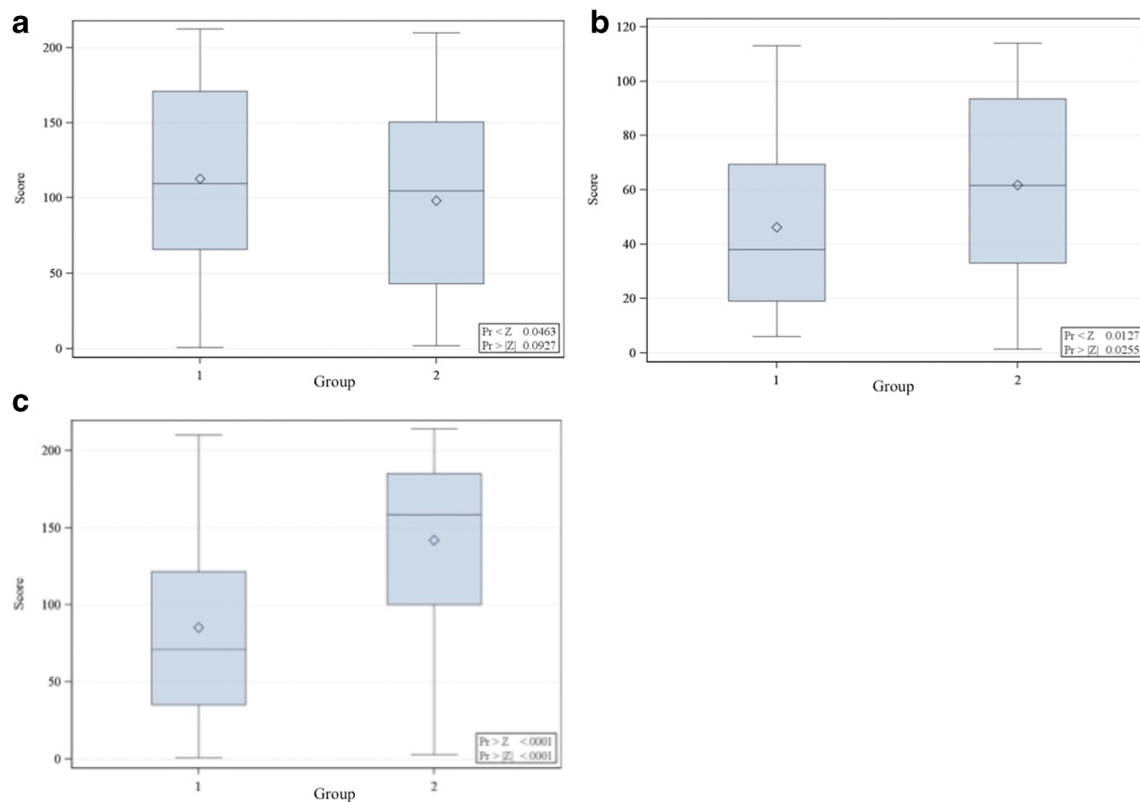 a
200
150
100
50
0
Score
1
2
Group
Pr < Z 0.0463
Pr > |Z| 0.0927
b
120
100
80
60
40
20
0
Score
1
2
Group
Pr < Z 0.0127
Pr > |Z| 0.0255
c
200
150
100
50
0
Score
1
2
Group
Pr > Z <.0001
Pr > |Z| <.0001